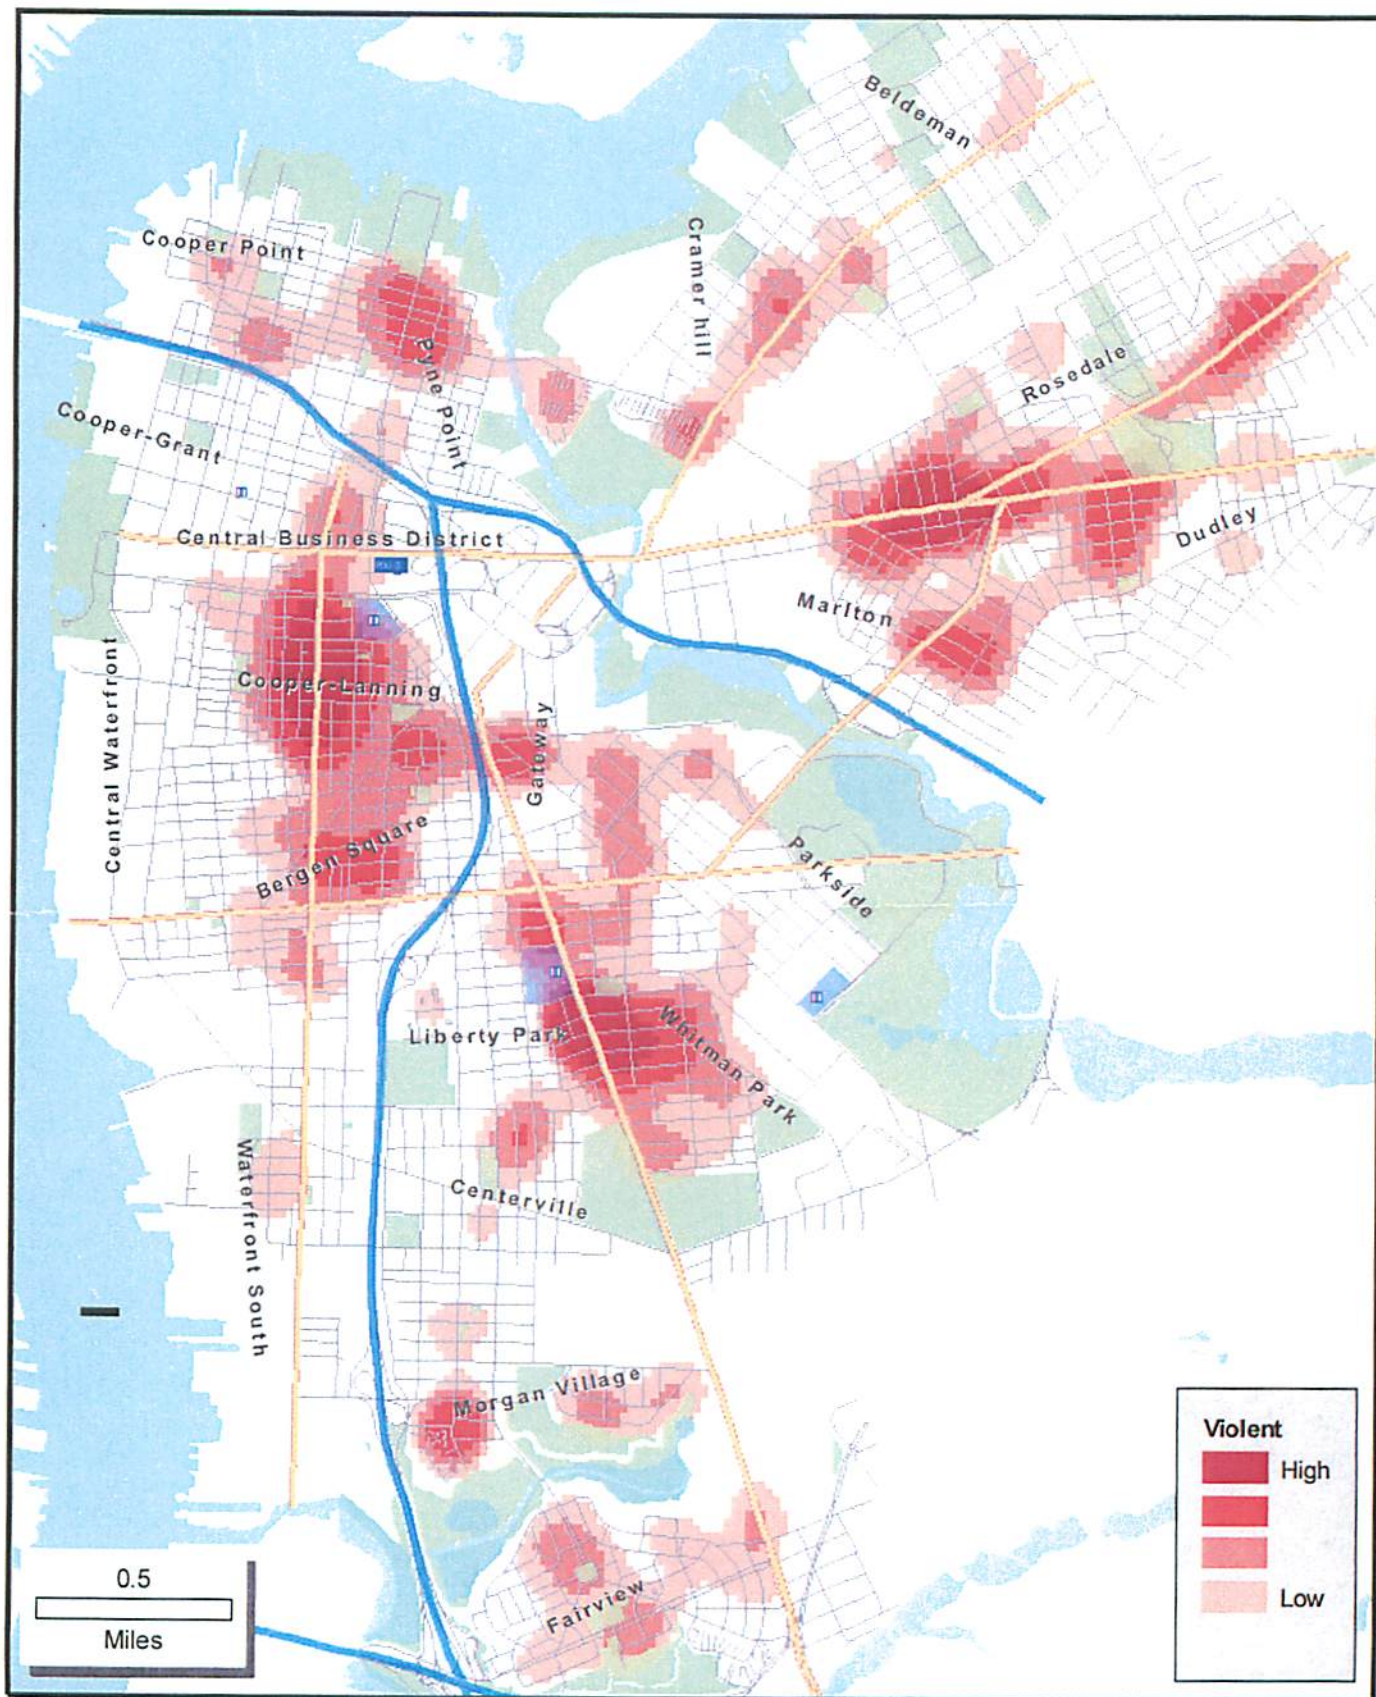 Beldeman
Cooper Point
Cramer hill
Pyne Point
Rosedale
Cooper-Grant
Central Business District
Dudley
Marlton
Cooper-Lanning
Central Waterfront
Gateway
Bergen Square
Parkside
Liberty Park
Whitman Park
Waterfront South
Centerville
Morgan Village
Fairview
Violent
High
Low
0.5
Miles